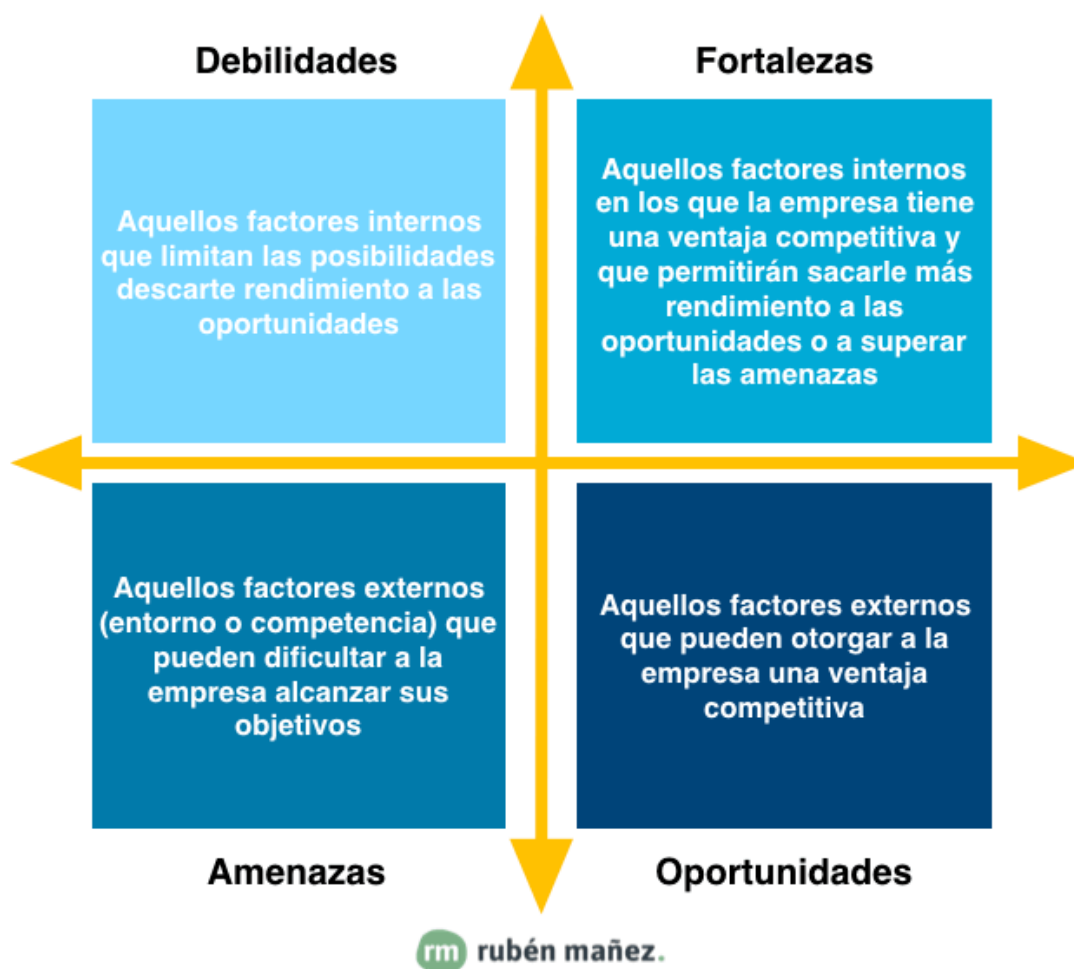 Debilidades
Fortalezas
Aquellos factores internos
que limitan las posibilidades
descarte rendimiento a las
oportunidades
Aquellos factores internos
en los que la empresa tiene
una ventaja competitiva y
que permitirán sacarle más
rendimiento a las
oportunidades o a superar
las amenazas
Aquellos factores externos
(entorno o competencia) que
pueden dificultar a la
empresa alcanzar sus
objetivos
Aquellos factores externos
que pueden otorgar a la
empresa una ventaja
competitiva
Amenazas
Oportunidades
rm rubén mañez.